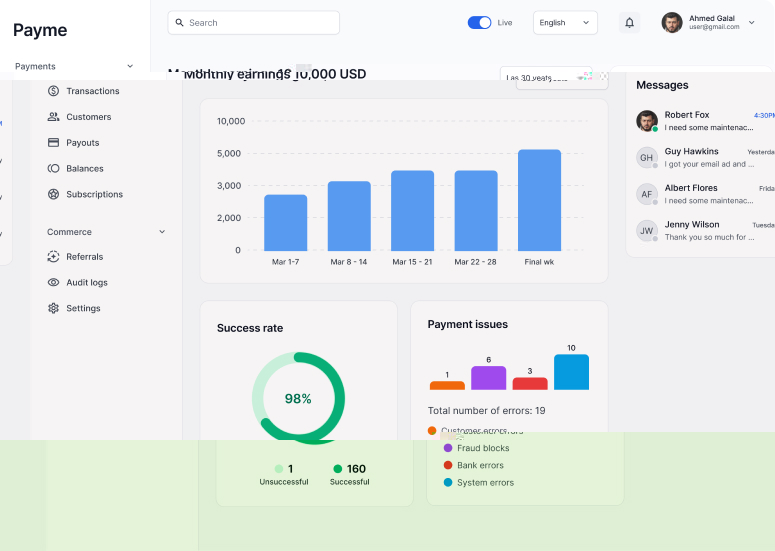 Payme
Search
Live
English
Ahmed Galal
user@gmail.com
Payments
Transactions
Customers
Payouts
Balances
Subscriptions
Commerce
Referrals
Audit logs
Settings
Monthly earnings 10,000 USD
Last 30
10,000
5,000
3,000
2,000
0
Mar 1-7
Mar 8 - 14
Mar 15 - 21
Mar 22 - 28
Final wk
Success rate
98%
1
Unsuccessful
160
Successful
Payment issues
1
6
3
10
Total number of errors: 19
Customer errors
Fraud blocks
Bank errors
System errors
Messages
Robert Fox
4:30PM
I need some maintenac...
GH
Guy Hawkins
Yesterda
I got your email ad and ...
AF
Albert Flores
Frida
I need some maintenac...
JW
Jenny Wilson
Tuesda
Thank you so much for ...